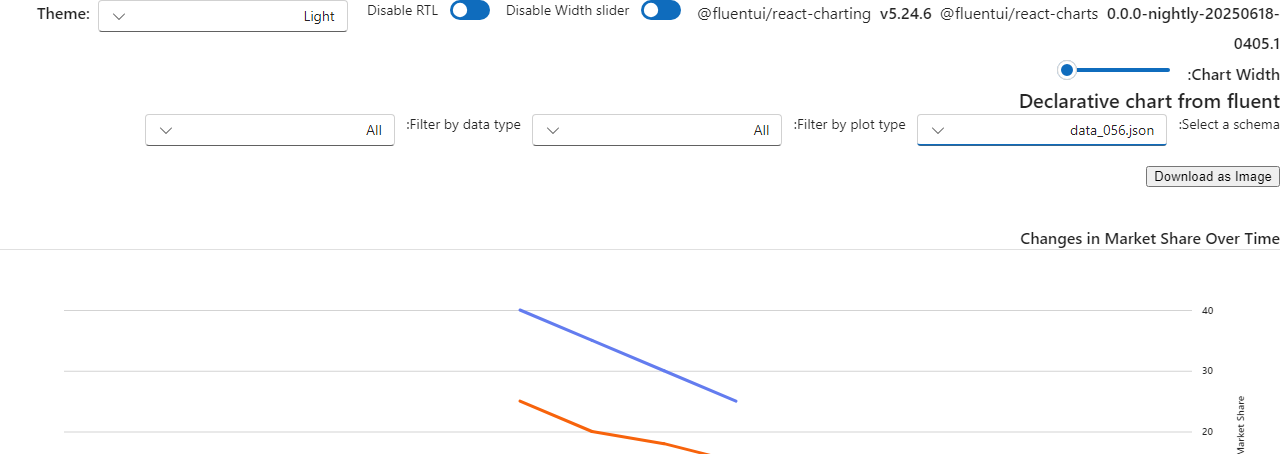 Theme: Light Disable RTL Disable Width slider @fluentui/react-charting v5.24.6 @fluentui/react-charts 0.0.0-nightly-20250618-
0405.1
:Chart Width
Declarative chart from fluent
:Select a schema data_056.json :Filter by plot type All :Filter by data type All
Download as Image
Changes in Market Share Over Time
40
30
20
Market Share